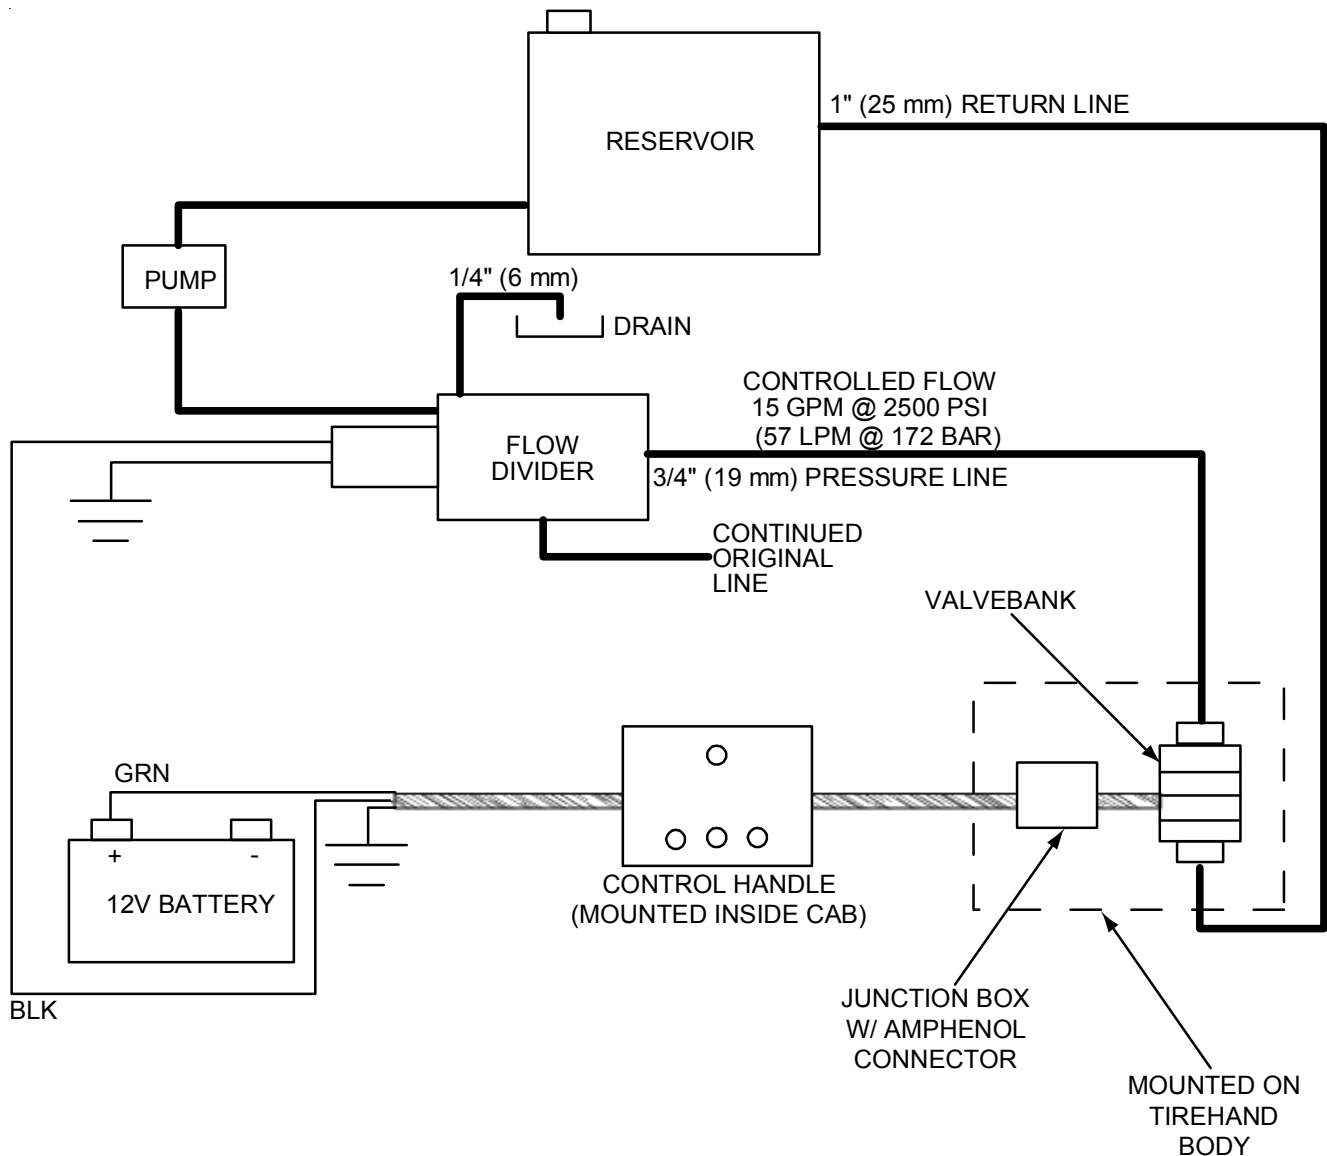 1" (25 mm) RETURN LINE
RESERVOIR
PUMP
1/4" (6 mm)
DRAIN
CONTROLLED FLOW
15 GPM @ 2500 PSI
(57 LPM @ 172 BAR)
FLOW
DIVIDER
3/4" (19 mm) PRESSURE LINE
CONTINUED
ORIGINAL
LINE
VALVEBANK
GRN
+ -
12V BATTERY
CONTROL HANDLE
(MOUNTED INSIDE CAB)
BLK
JUNCTION BOX
W/ AMPHENOL
CONNECTOR
MOUNTED ON
TIREHAND
BODY